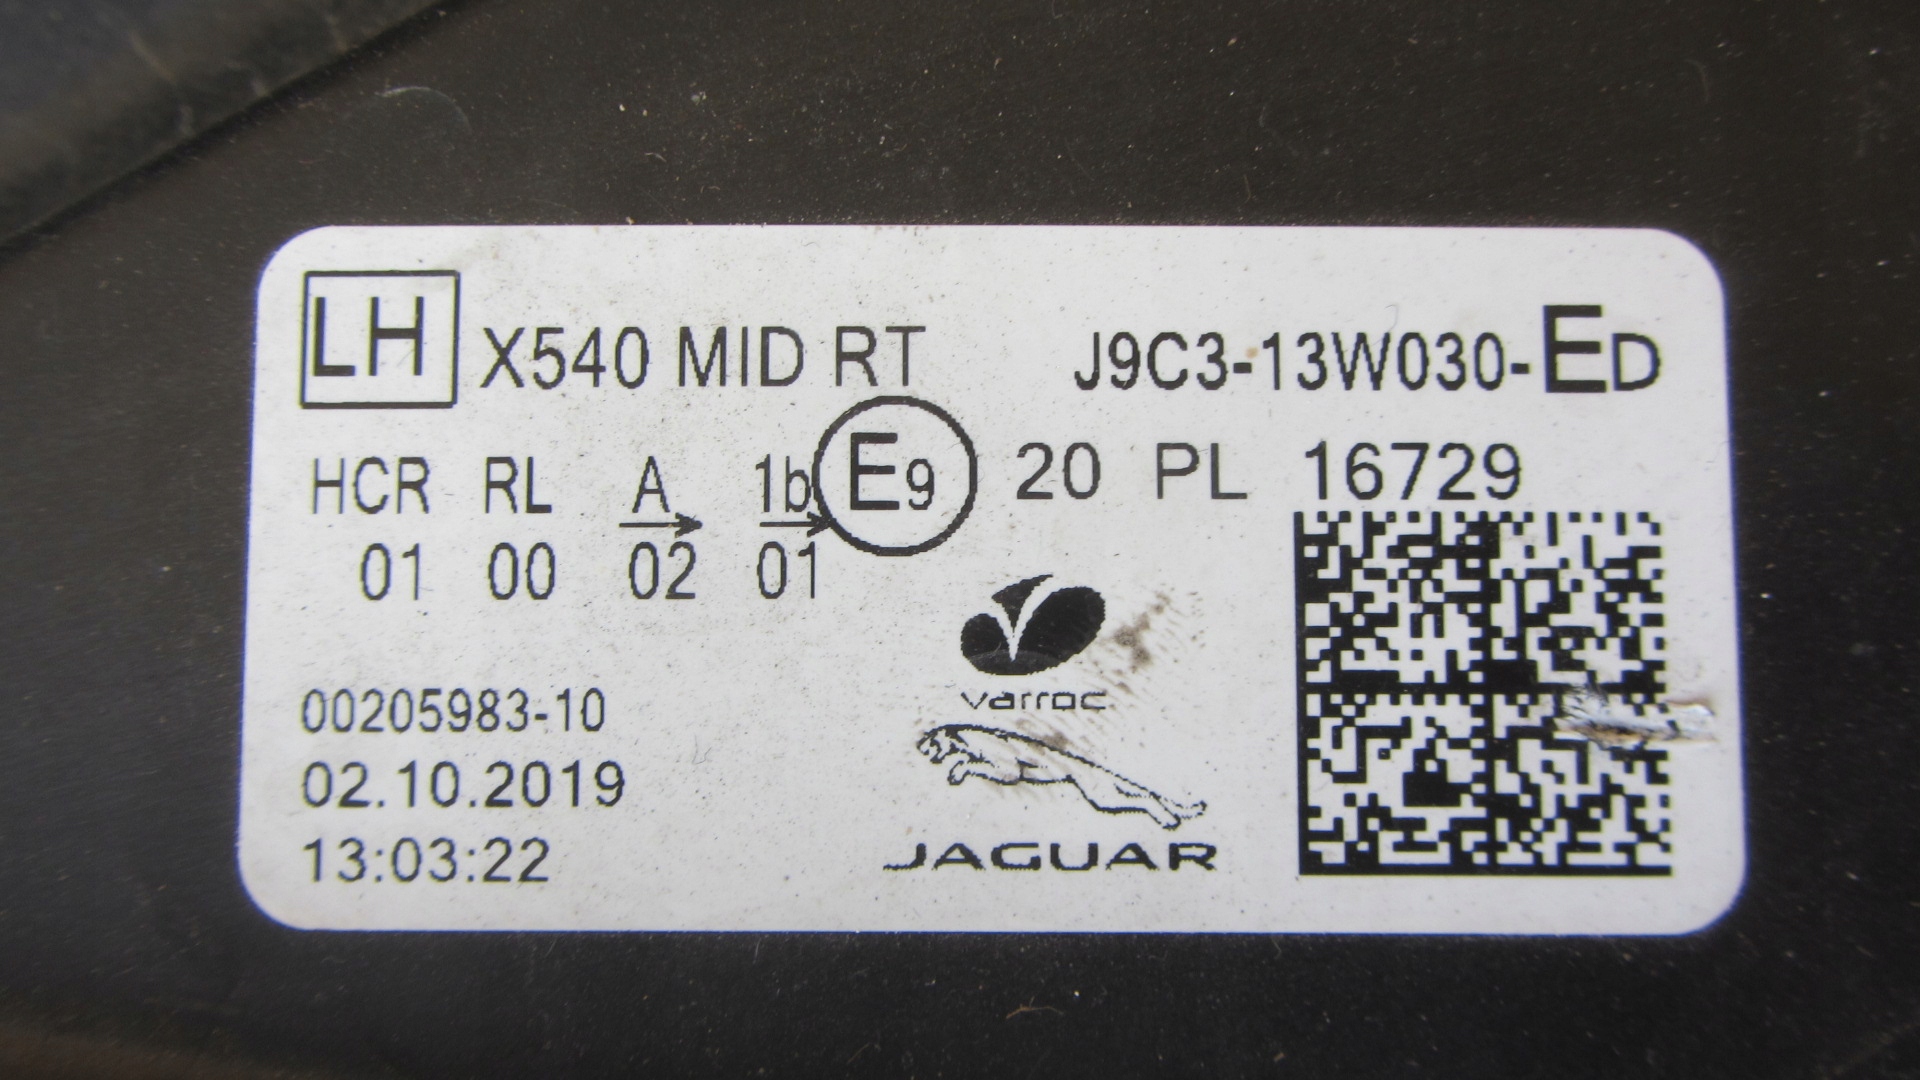 LH X540 MID RT J9C3-13W030-ED
HCR RL A 1b E9 20 PL 16729
01 00 02 01
varroc
00205983-10
02.10.2019
13:03:22
JAGUAR